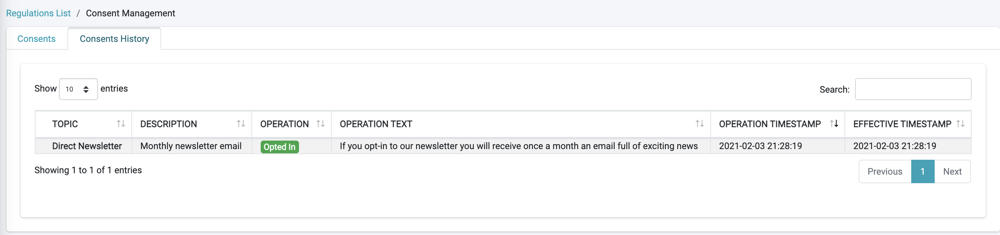 Regulations List / Consent Management
Consents Consents History
Show 10 entries Search:
TOPIC DESCRIPTION OPERATION OPERATION TEXT OPERATION TIMESTAMP EFFECTIVE TIMESTAMP
Direct Newsletter Monthly newsletter email Opted In If you opt-in to our newsletter you will receive once a month an email full of exciting news 2021-02-03 21:28:19 2021-02-03 21:28:19
Showing 1 to 1 of 1 entries Previous 1 Next